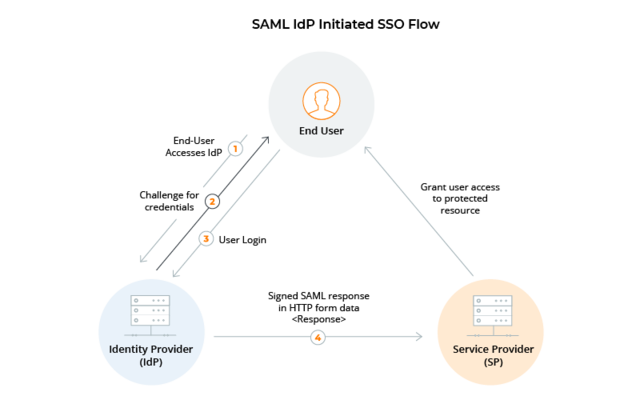 SAML IdP Initiated SSO Flow
End User
End-User
Accesses IdP
1
Challenge for
credentials
2
3
User Login
Grant user access
to protected
resource
Signed SAML response
in HTTP form data
<Response>
4
Identity Provider
(IdP)
Service Provider
(SP)